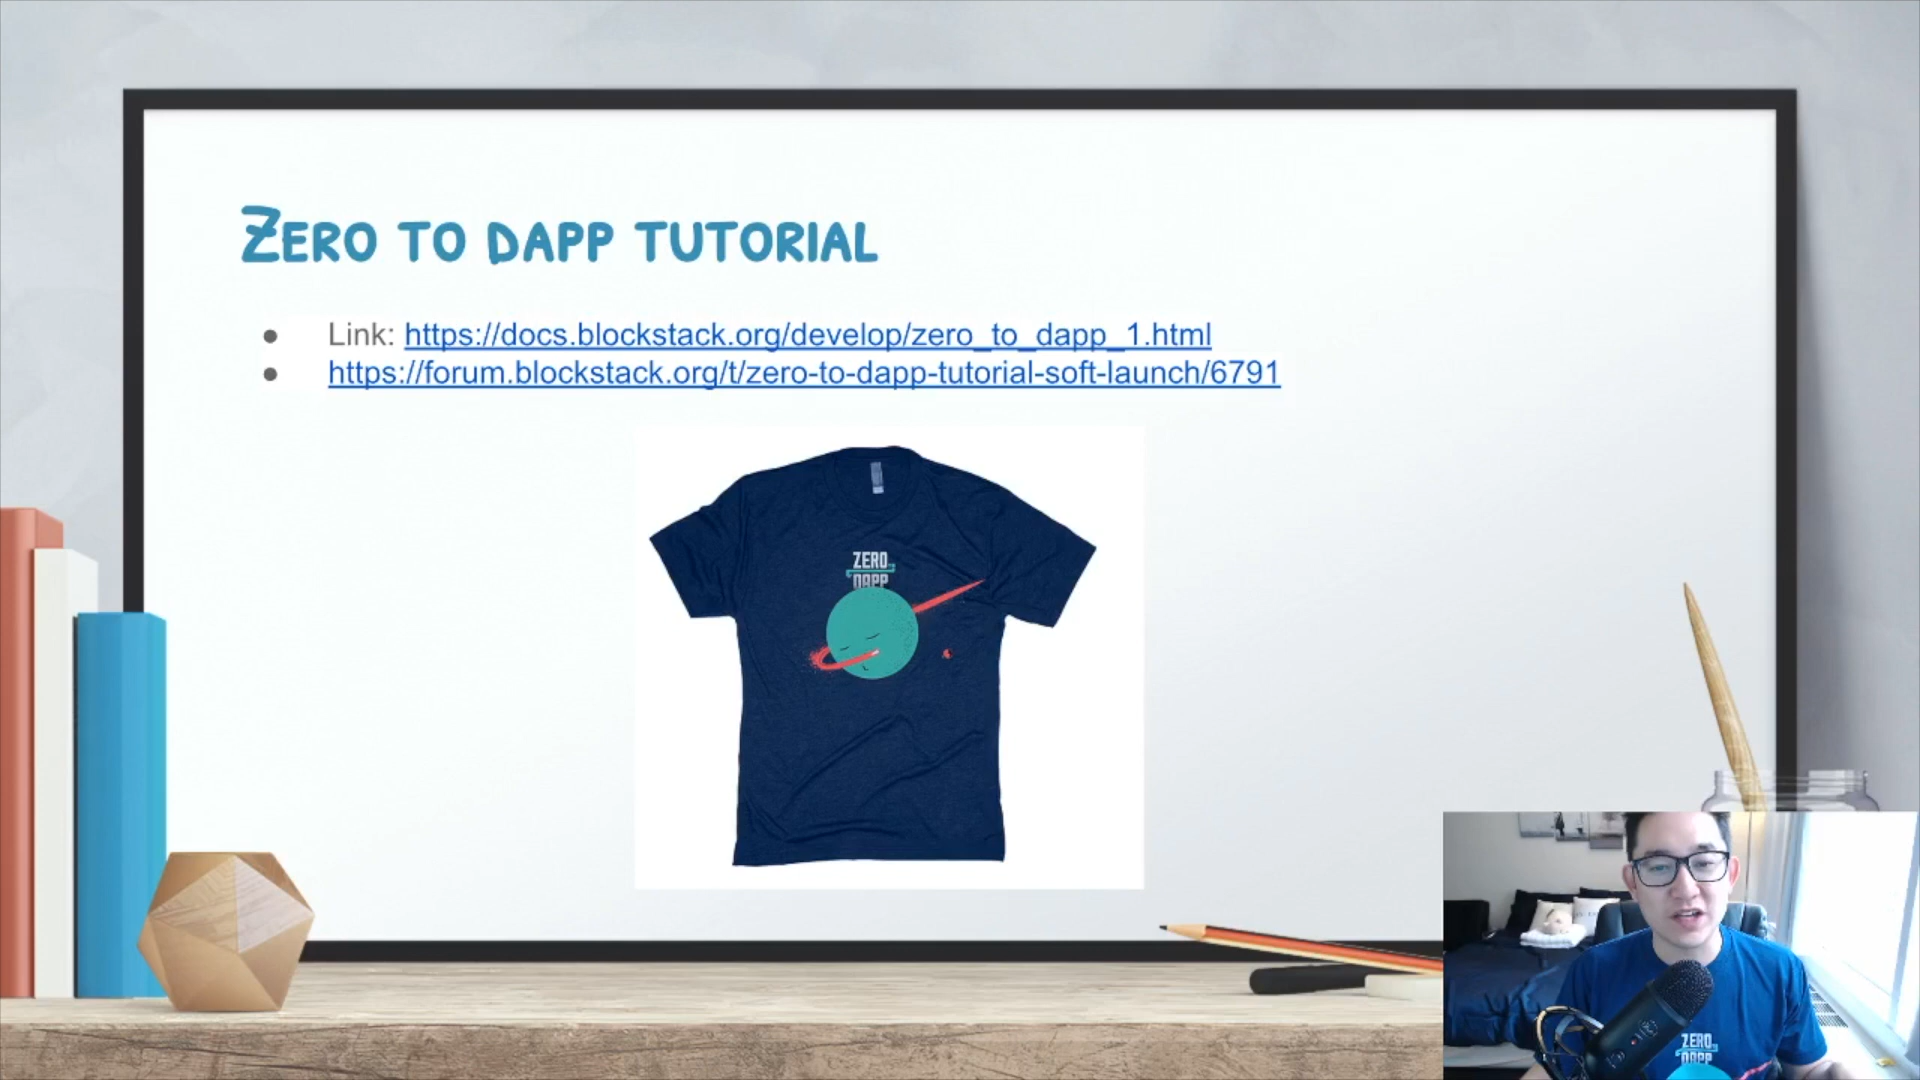 ZERO TO DAPP TUTORIAL
● Link: https://docs.blockstack.org/develop/zero_to_dapp_1.html
● https://forum.blockstack.org/t/zero-to-dapp-tutorial-soft-launch/6791
ZERO
DAPP
ZERO
DAPP